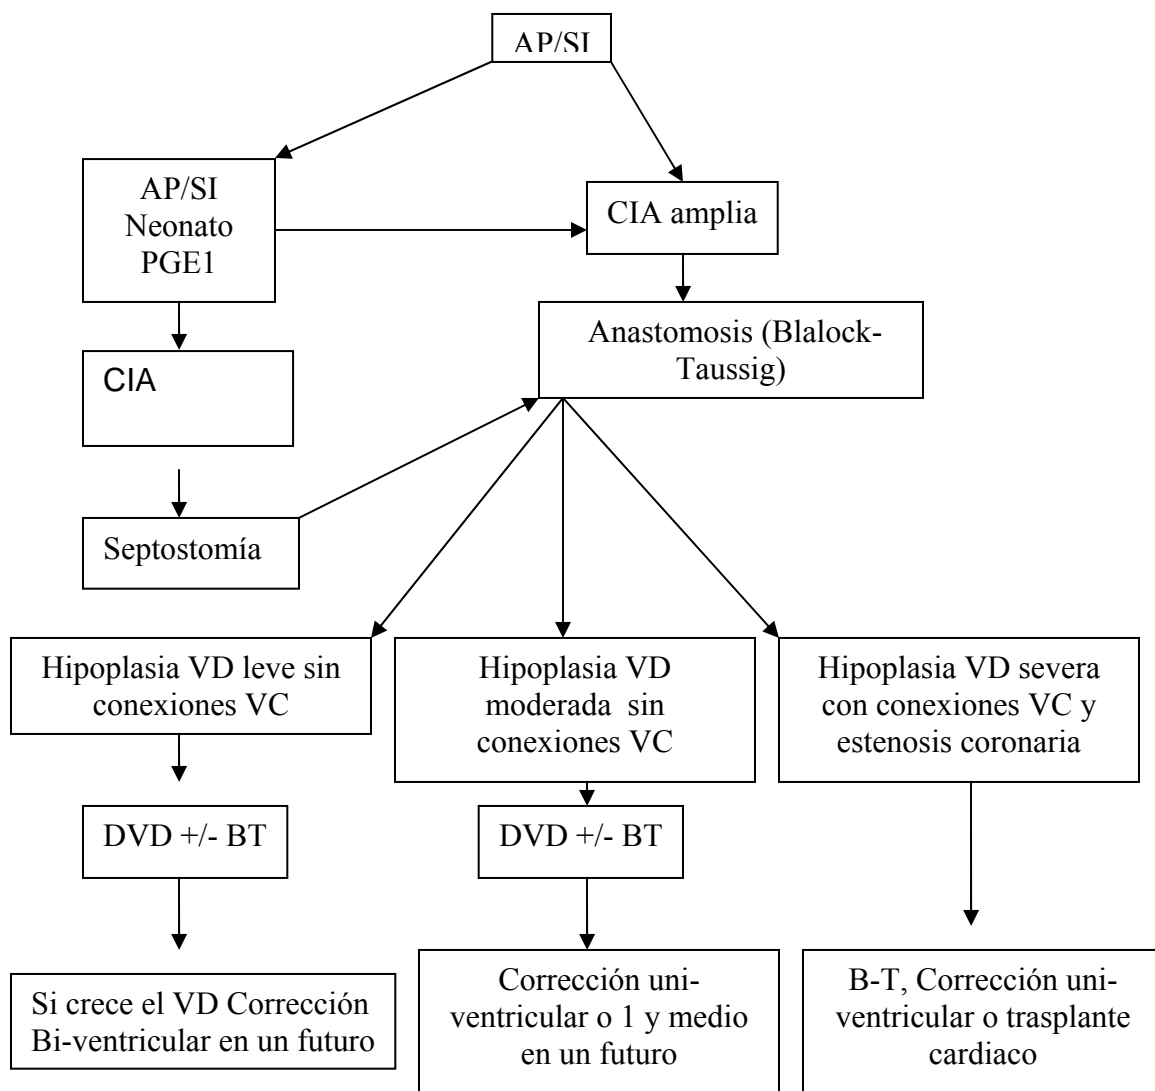 AP/SI
AP/SI
Neonato
PGE1
CIA amplia
Anastomosis (Blalock-
Taussig)
CIA
Septostomía
Hipoplasia VD leve sin
conexiones VC
Hipoplasia VD
moderada sin
conexiones VC
Hipoplasia VD severa
con conexiones VC y
estenosis coronaria
DVD +/- BT
DVD +/- BT
Si crece el VD Corrección
Bi-ventricular en un futuro
Corrección uni-
ventricular o 1 y medio
en un futuro
B-T, Corrección uni-
ventricular o trasplante
cardiaco